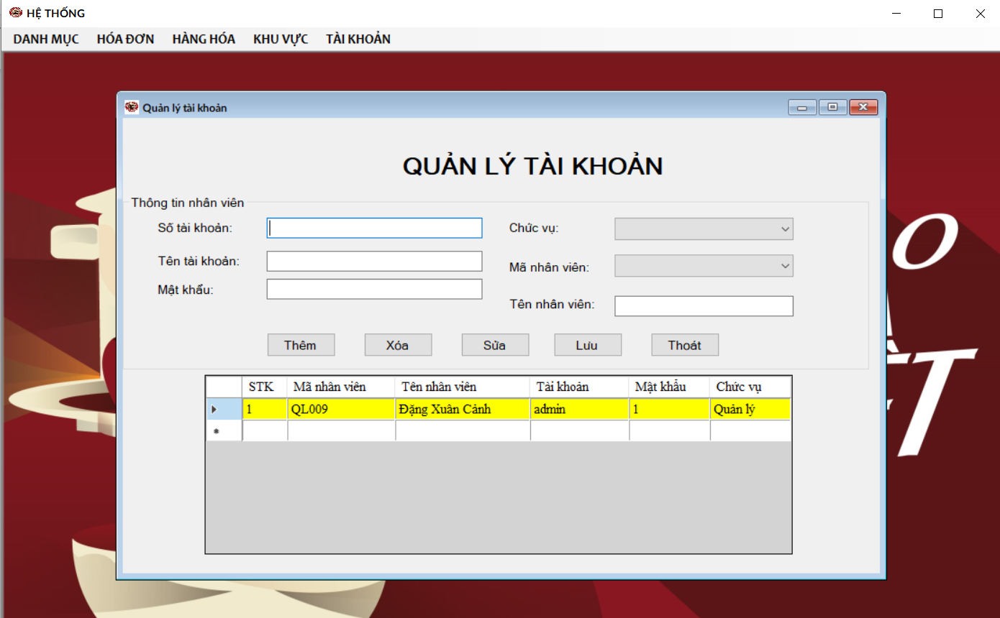 HỆ THỐNG
DANH MỤC HÓA ĐƠN HÀNG HÓA KHU VỰC TÀI KHOẢN
Quản lý tài khoản
QUẢN LÝ TÀI KHOẢN
Thông tin nhân viên
Số tài khoản: Chức vụ:
Tên tài khoản: Mã nhân viên:
Mật khẩu: Tên nhân viên:
Thêm Xóa Sửa Lưu Thoát
STK Mã nhân viên Tên nhân viên Tài khoản Mật khẩu Chức vụ
1 QL009 Đặng Xuân Cảnh admin 1 Quản lý